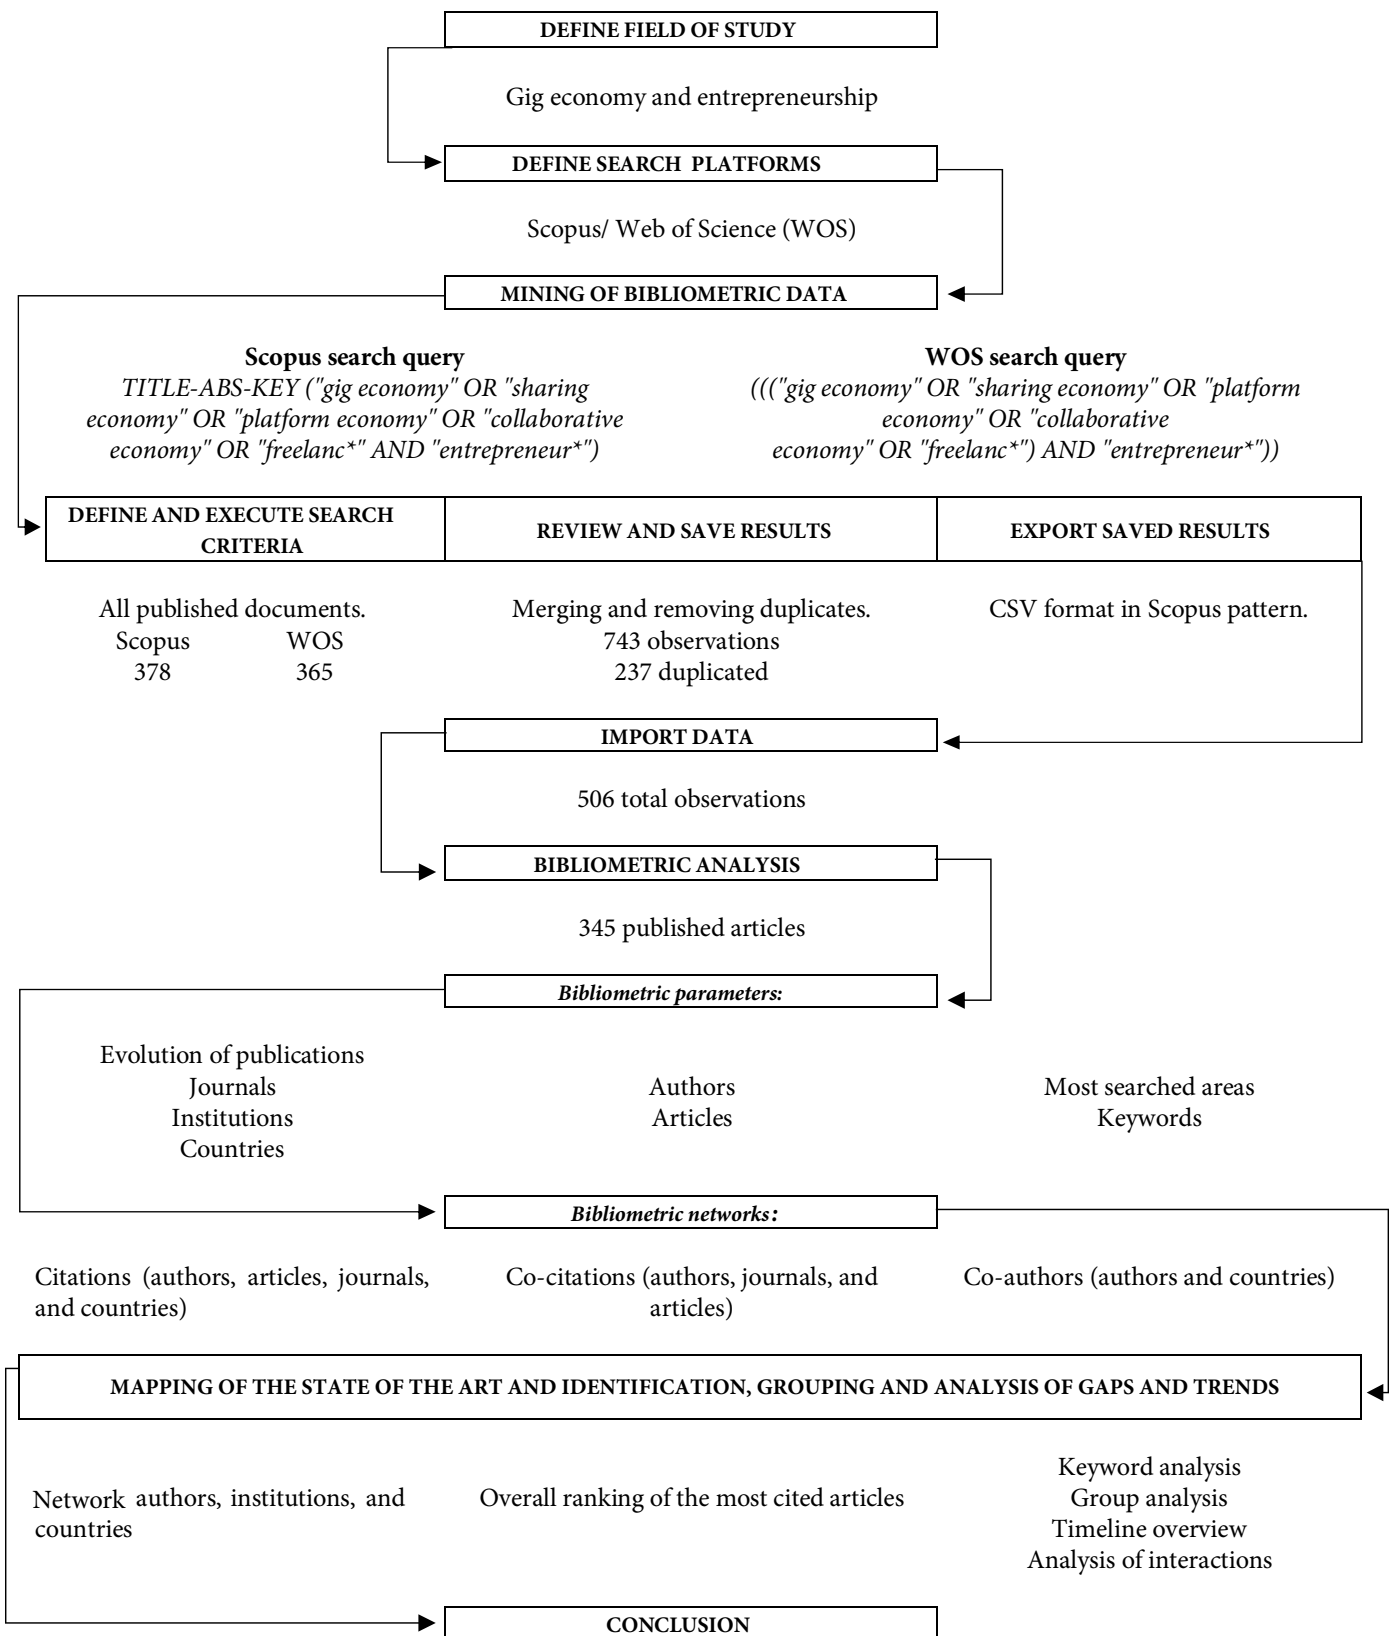 DEFINE FIELD OF STUDY
Gig economy and entrepreneurship
DEFINE SEARCH PLATFORMS
Scopus/ Web of Science (WOS)
MINING OF BIBLIOMETRIC DATA
Scopus search query
TITLE-ABS-KEY ("gig economy" OR "sharing
economy" OR "platform economy" OR "collaborative
economy" OR "freelanc*" AND "entrepreneur*")
WOS search query
((("gig economy" OR "sharing economy" OR "platform
economy" OR "collaborative
economy" OR "freelanc*") AND "entrepreneur*"))
DEFINE AND EXECUTE SEARCH
CRITERIA
REVIEW AND SAVE RESULTS
EXPORT SAVED RESULTS
All published documents.
Scopus WOS
378 365
Merging and removing duplicates.
743 observations
237 duplicated
CSV format in Scopus pattern.
IMPORT DATA
506 total observations
BIBLIOMETRIC ANALYSIS
345 published articles
Bibliometric parameters:
Evolution of publications
Journals
Institutions
Countries
Authors
Articles
Most searched areas
Keywords
Bibliometric networks:
Citations (authors, articles, journals,
and countries)
Co-citations (authors, journals, and
articles)
Co-authors (authors and countries)
MAPPING OF THE STATE OF THE ART AND IDENTIFICATION, GROUPING AND ANALYSIS OF GAPS AND TRENDS
Network authors, institutions, and
countries
Overall ranking of the most cited articles
Keyword analysis
Group analysis
Timeline overview
Analysis of interactions
CONCLUSION